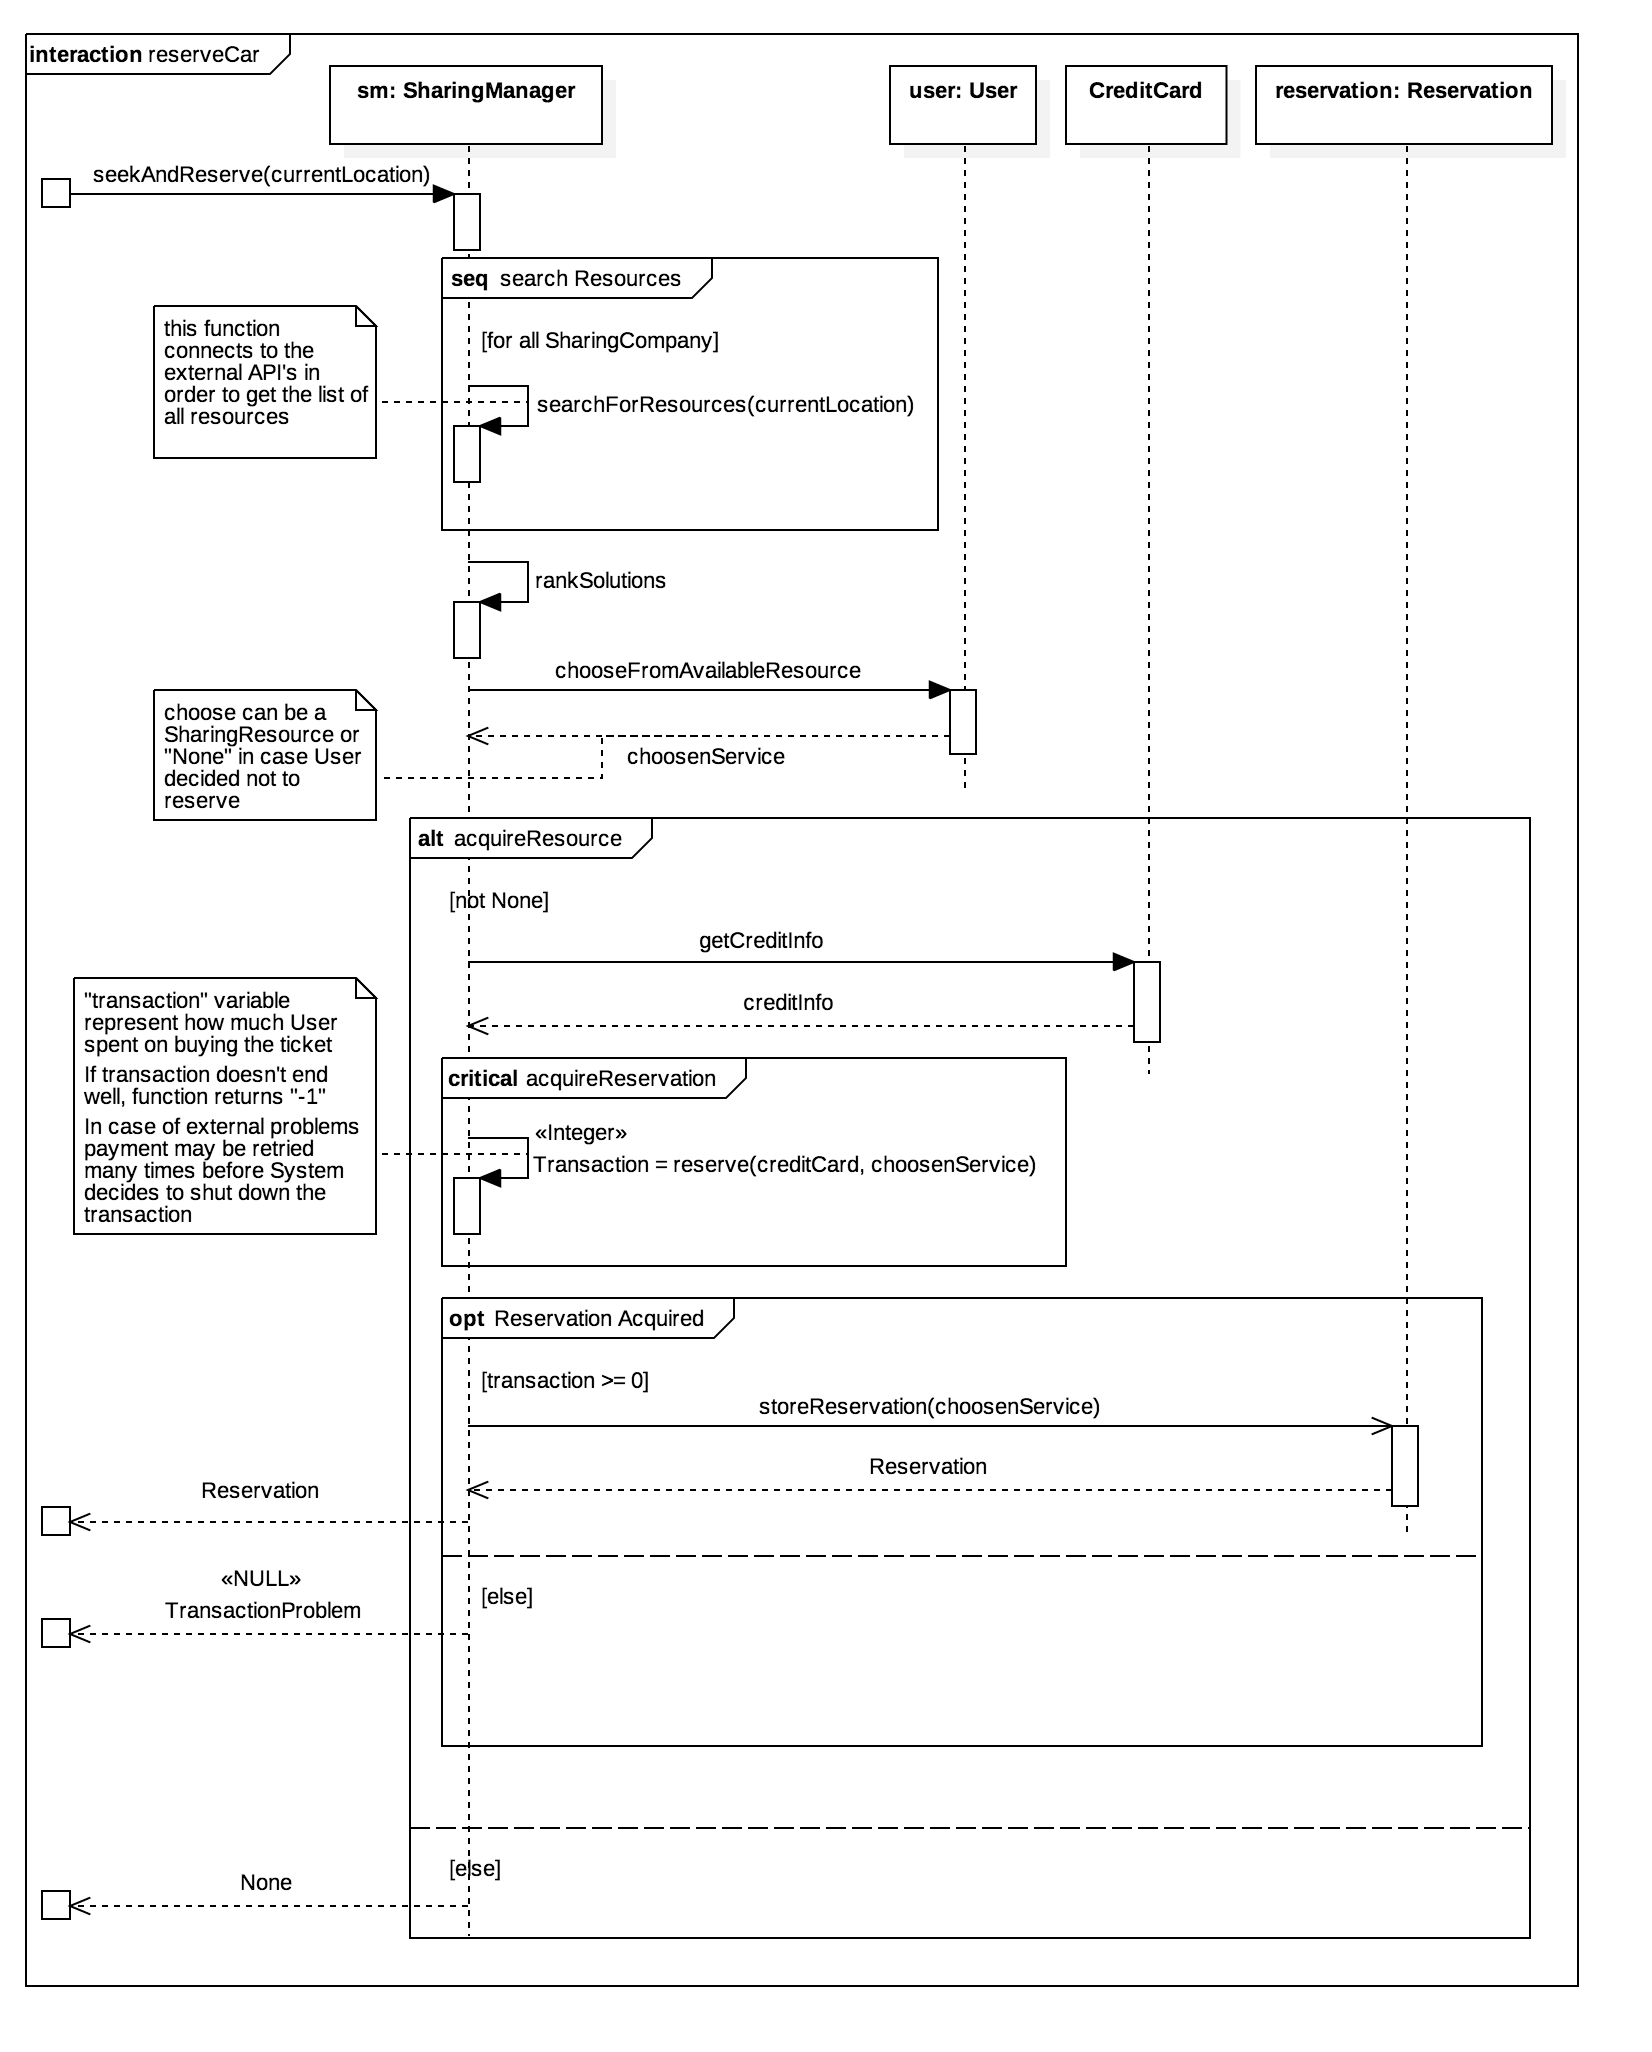 interaction reserveCar
sm: SharingManager
user: User
CreditCard
reservation: Reservation
seekAndReserve(currentLocation)
seq search Resources
this function
connects to the
external API's in
order to get the list of
all resources
[for all SharingCompany]
searchForResources(currentLocation)
rankSolutions
chooseFromAvailableResource
choose can be a
SharingResource or
"None" in case User
decided not to
reserve
choosenService
alt acquireResource
[not None]
getCreditInfo
creditInfo
"transaction" variable
represent how much User
spent on buying the ticket
If transaction doesn't end
well, function returns "-1"
In case of external problems
payment may be retried
many times before System
decides to shut down the
transaction
critical acquireReservation
«Integer»
Transaction = reserve(creditCard, choosenService)
opt Reservation Acquired
[transaction >= 0]
storeReservation(choosenService)
Reservation
Reservation
«NULL»
TransactionProblem
[else]
[else]
None